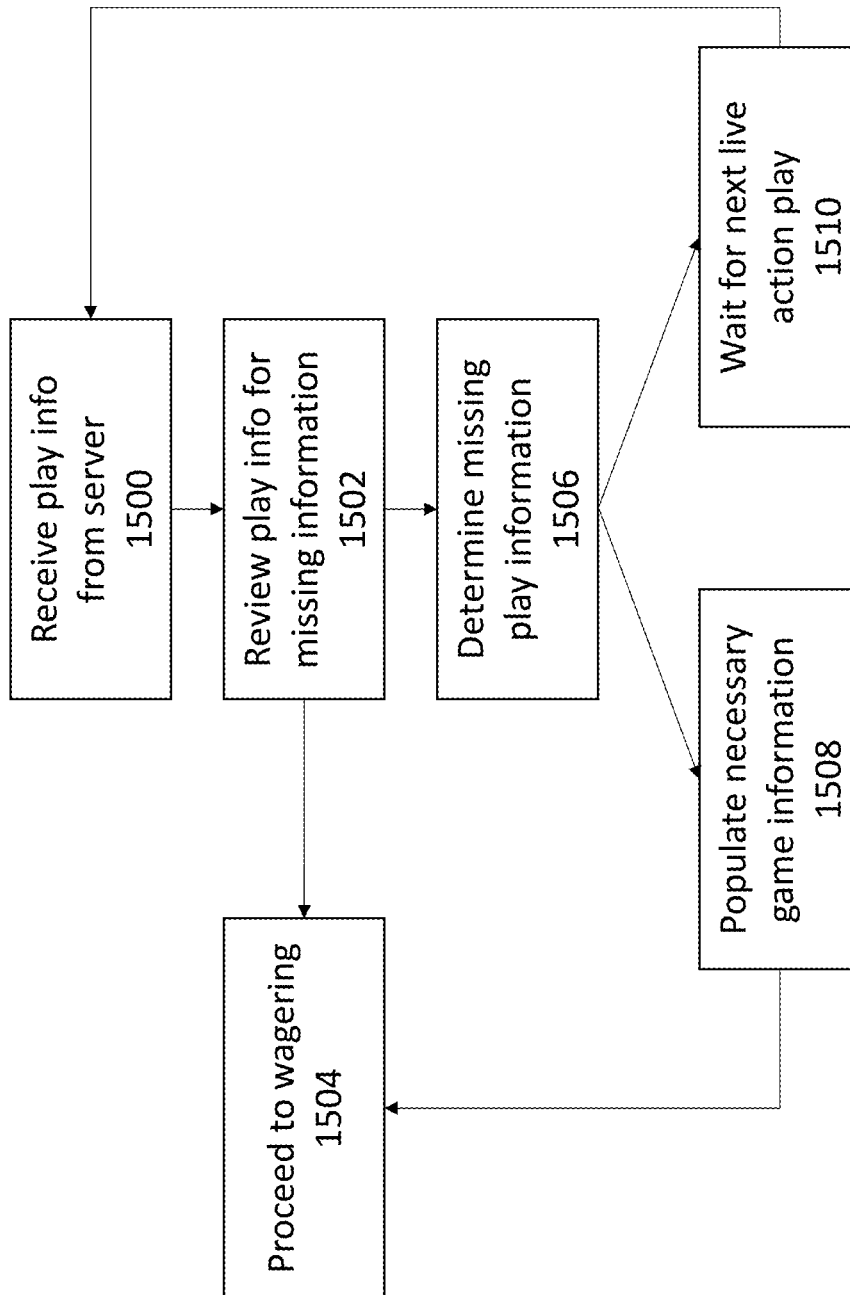 Receive play info
from server
1500
Review play info for
missing information
1502
Proceed to wagering
1504
Determine missing
play information
1506
Populate necessary
game information
1508
Wait for next live
action play
1510